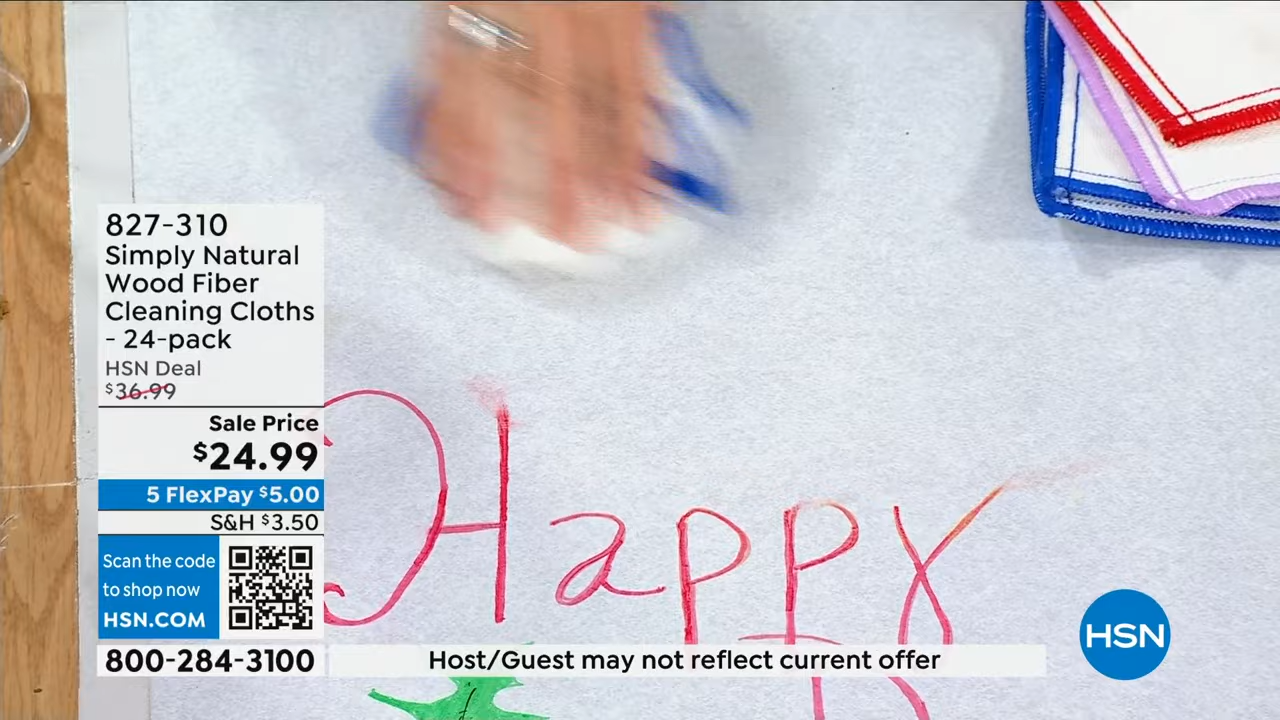 827-310
Simply Natural
Wood Fiber
Cleaning Cloths
- 24-pack
HSN Deal
$36.99
Sale Price
$24.99
5 FlexPay $5.00
S&H $3.50
Scan the code
to shop now
HSN.COM
800-284-3100
Host/Guest may not reflect current offer
HSN
Happy